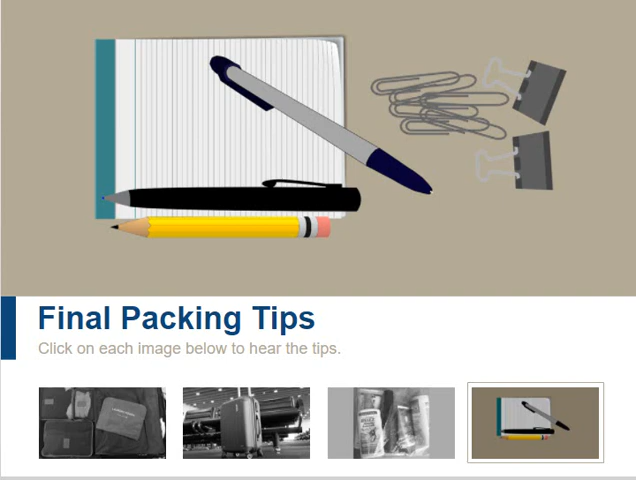 Final Packing Tips
Click on each image below to hear the tips.